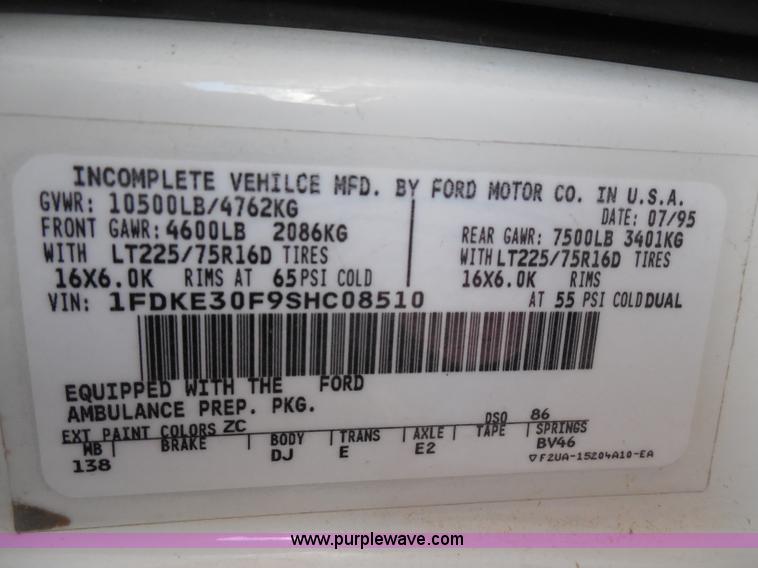 INCOMPLETE VEHILCE MFD. BY FORD MOTOR CO. IN U.S.A.
GVWR: 10500LB/4762KG
DATE: 07/95
FRONT GAWR: 4600LB 2086KG
WITH LT225/75R16D TIRES
16X6.0K RIMS AT 65 PSI COLD
REAR GAWR: 7500LB 3401KG
WITH LT225/75R16D TIRES
16X6.0K RIMS
AT 55 PSI COLD DUAL
VIN: 1FDKE30F9SHC08510
EQUIPPED WITH THE FORD
AMBULANCE PREP. PKG.
EXT PAINT COLORS ZC DSO 86
WB BRAKE BODY TRANS AXLE TAPE SPRINGS
138 DJ E E2 BV46
▽F2UA-15204A10-EA
www.purplewave.com